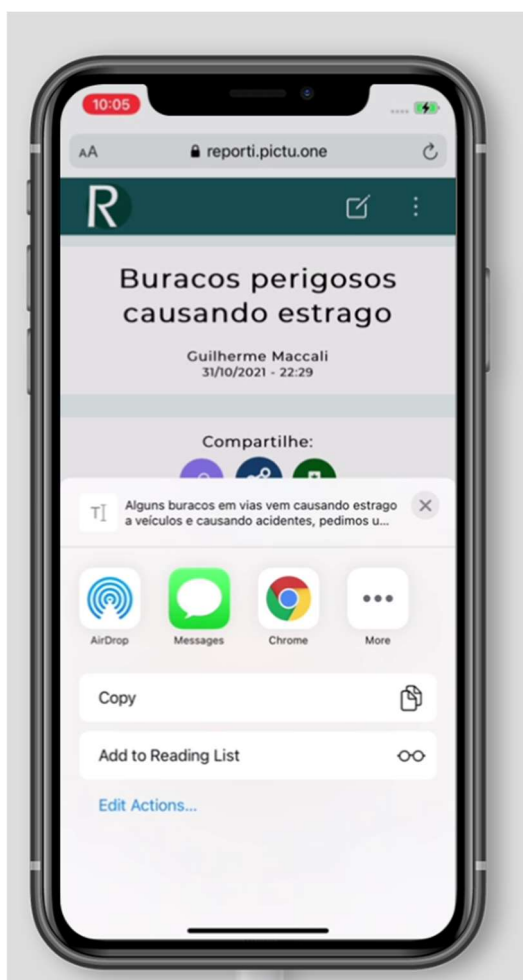 10:05
AA
reporti.pictu.one
R
Buracos perigosos
causando estrago
Guilherme Maccali
31/10/2021 - 22:29
Compartilhe:
Alguns buracos em vias vem causando estrago
a veículos e causando acidentes, pedimos u...
AirDrop
Messages
Chrome
More
Copy
Add to Reading List
Edit Actions...